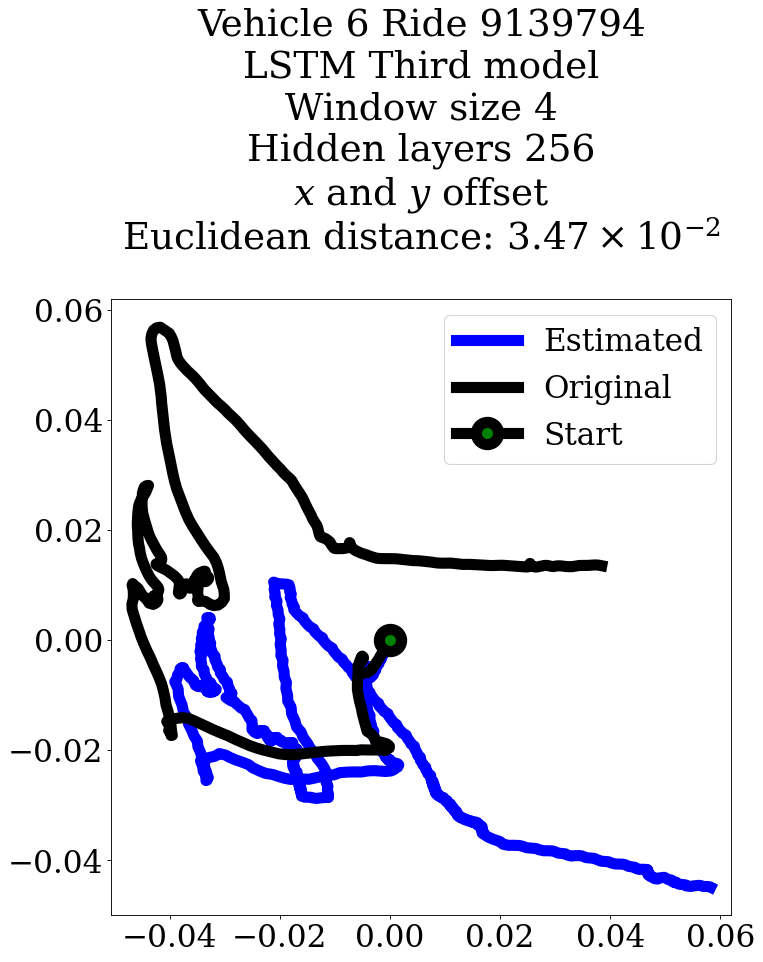 Vehicle 6 Ride 9139794
LSTM Third model
Window size 4
Hidden layers 256
x and y offset
Euclidean distance: 3.47 × 10⁻²
Estimated
Original
Start
0.06
0.04
0.02
0.00
−0.02
−0.04
−0.04 −0.02 0.00 0.02 0.04 0.06